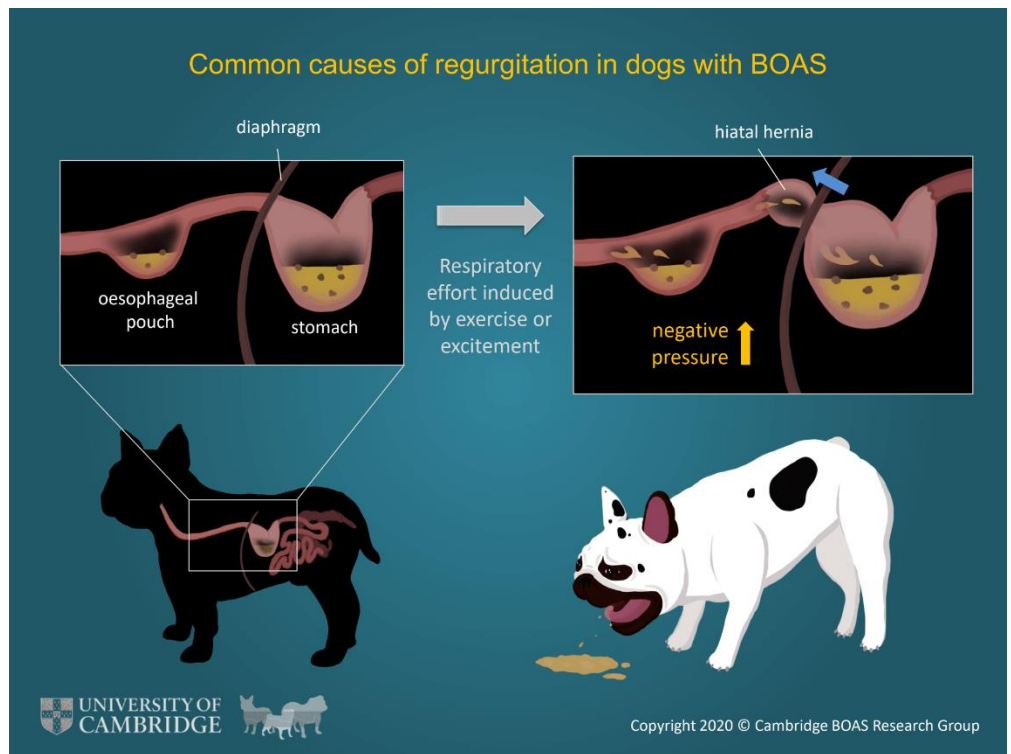 Common causes of regurgitation in dogs with BOAS
diaphragm
oesophageal
pouch
stomach
Respiratory
effort induced
by exercise or
excitement
hiatal hernia
negative
pressure
UNIVERSITY OF
CAMBRIDGE
Copyright 2020 © Cambridge BOAS Research Group